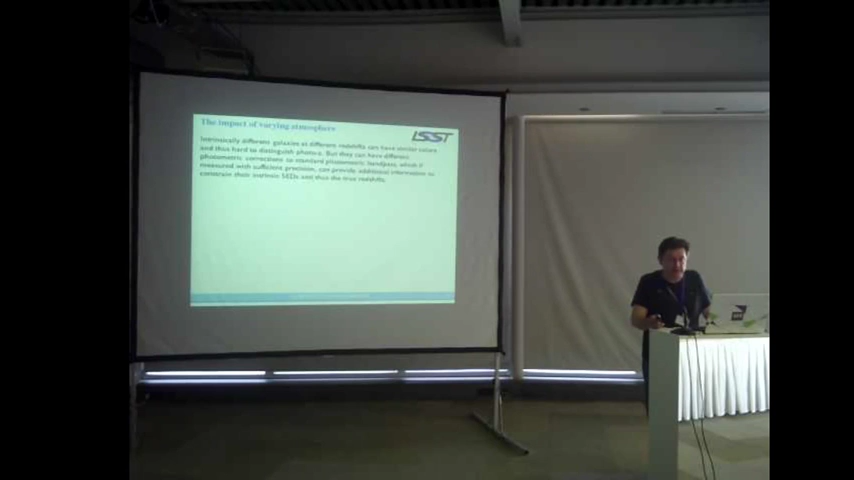 The impact of varying atmosphere
LSST
Intrinsically different galaxies at different redshifts can have similar colors
and thus hard to distinguish photo-z. But they can have different
photometric corrections to standard photometric bandpass, which if
measured with sufficient precision, can provide additional information to
constrain their intrinsic SEDs and thus the true redshifts.